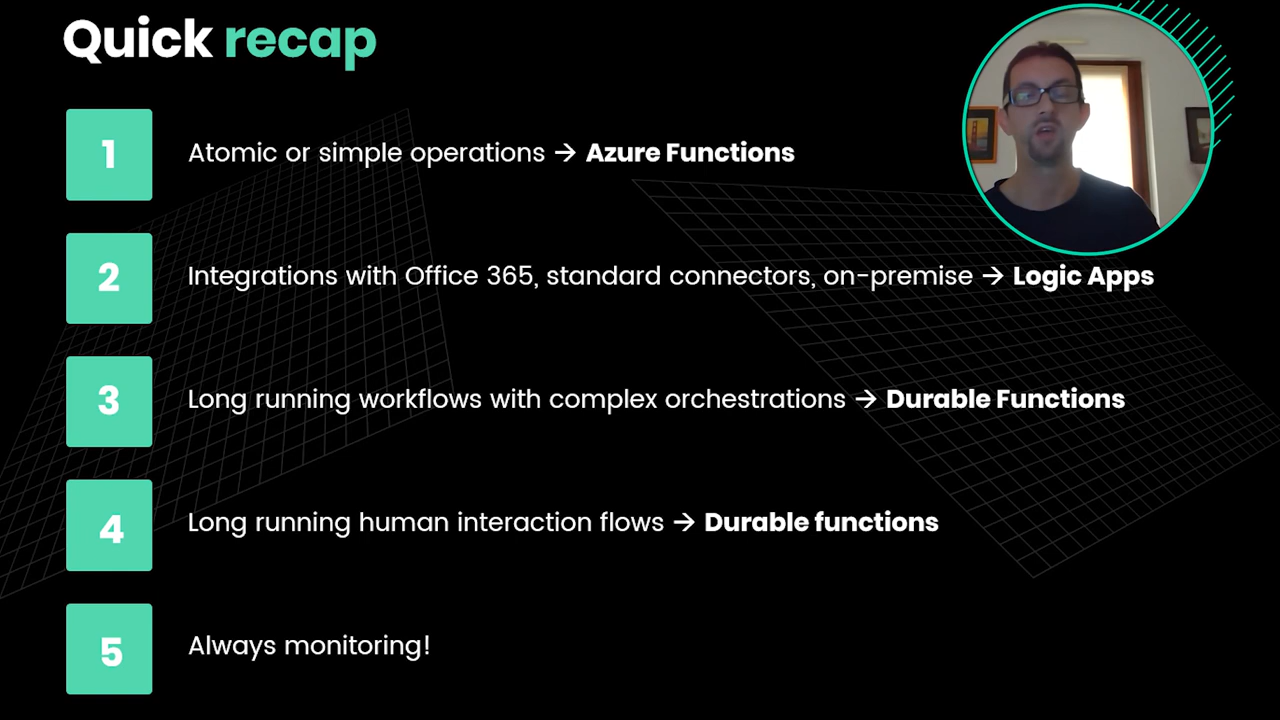 Quick recap
1
Atomic or simple operations → Azure Functions
2
Integrations with Office 365, standard connectors, on-premise → Logic Apps
3
Long running workflows with complex orchestrations → Durable Functions
4
Long running human interaction flows → Durable functions
5
Always monitoring!